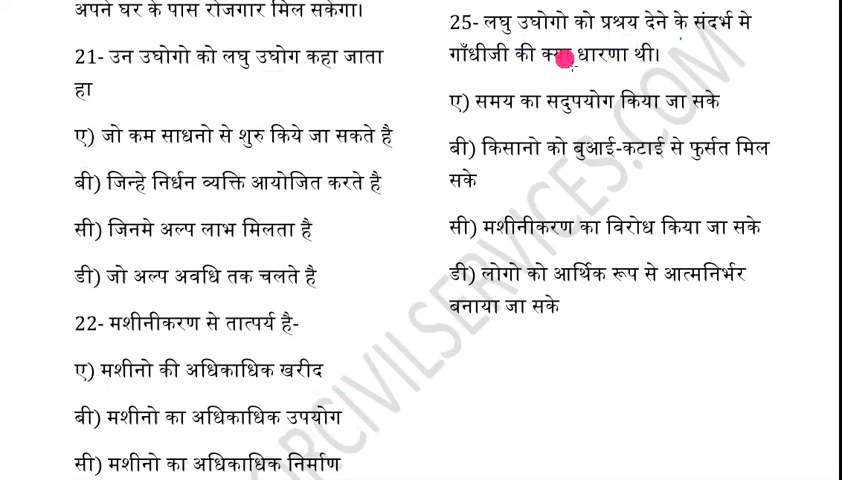 अपने घर के पास रोजगार मिल सकेगा।
21- उन उघोगो को लघु उघोग कहा जाता
हा
ए) जो कम साधनो से शुरु किये जा सकते है
बी) जिन्हे निर्धन व्यक्ति आयोजित करते है
सी) जिनमे अल्प लाभ मिलता है
डी) जो अल्प अवधि तक चलते है
22- मशीनीकरण से तात्पर्य है-
ए) मशीनो की अधिकाधिक खरीद
बी) मशीनो का अधिकाधिक उपयोग
सी) मशीनो का अधिकाधिक निर्माण
25- लघु उघोगो को प्रश्रय देने के संदर्भ मे
गाँधीजी की क्या धारणा थी।
ए) समय का सदुपयोग किया जा सके
बी) किसानो को बुआई-कटाई से फुर्सत मिल
सके
सी) मशीनीकरण का विरोध किया जा सके
डी) लोगो को आर्थिक रूप से आत्मनिर्भर
बनाया जा सके
ORCIVILSERVICES.COM